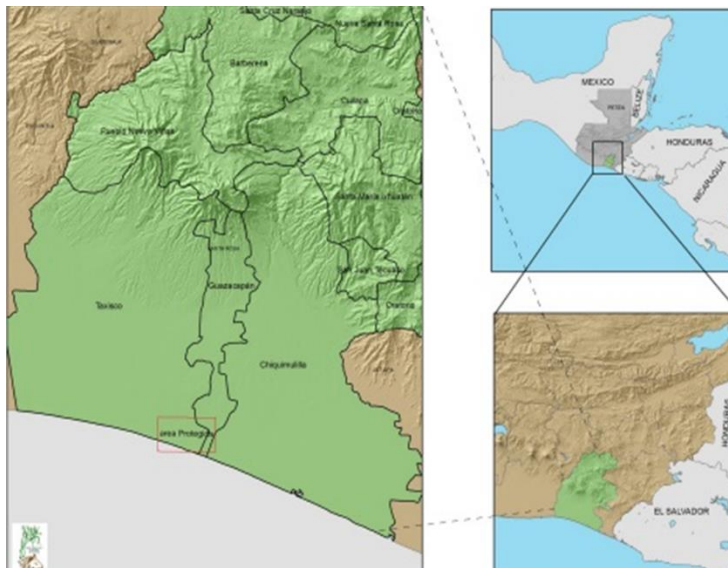 Santa Cruz Naranjo
Nueva Santa Rosa
Barberena
Cuilapa
Pueblo Nuevo Viñas
Santa María Ixhuatán
San Juan Tecuaco
Guazacapán
Taxisco
Oratorio
Chiquimulilla
area Protegida
MEXICO
PETEN
BELIZE
HONDURAS
NICARAGUA
HONDURAS
EL SALVADOR